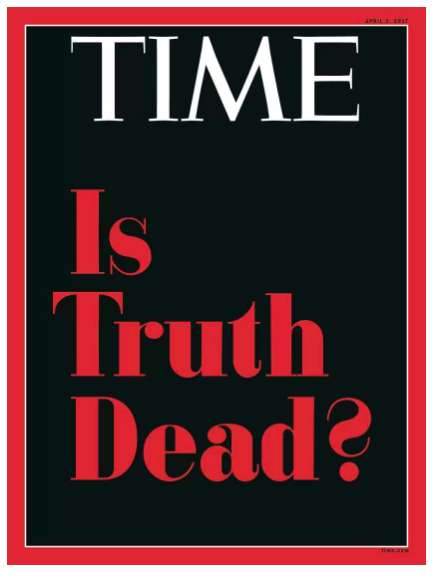 APRIL 3, 2017
TIME
Is
Truth
Dead?
time.com